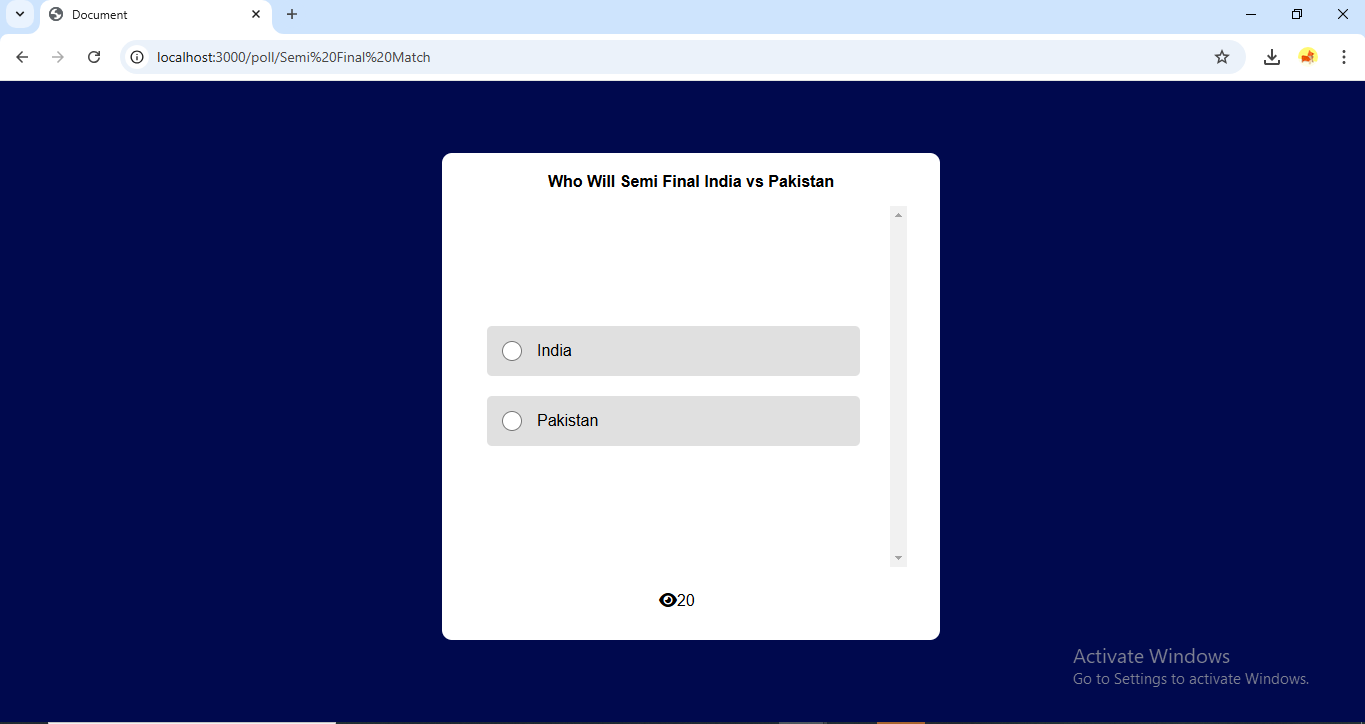 Document
localhost:3000/poll/Semi%20Final%20Match
Who Will Semi Final India vs Pakistan
India
Pakistan
20
Activate Windows
Go to Settings to activate Windows.